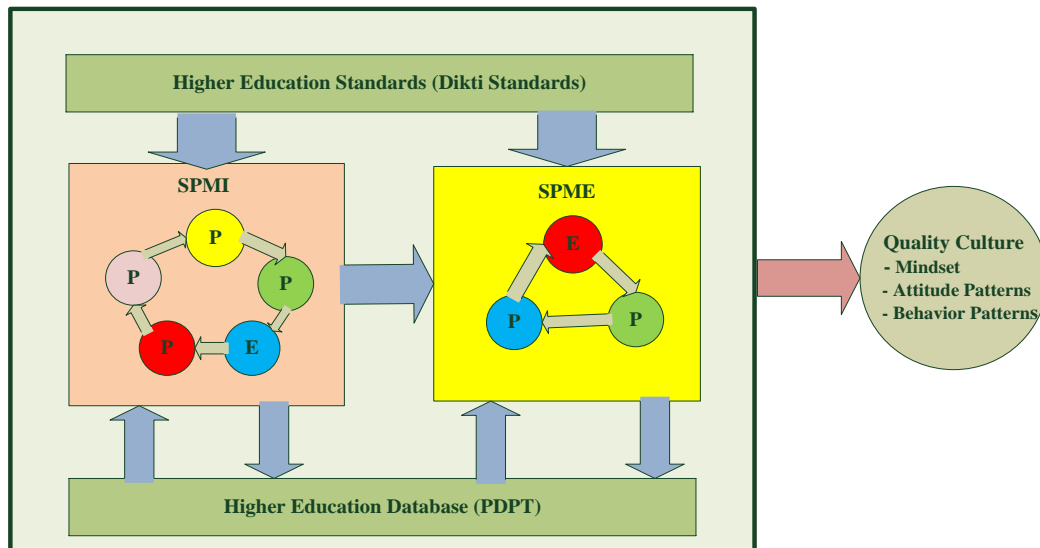 Higher Education Standards (Dikti Standards)
SPMI
P
P
P
P
E
SPME
E
P
P
Quality Culture
- Mindset
- Attitude Patterns
- Behavior Patterns
Higher Education Database (PDPT)